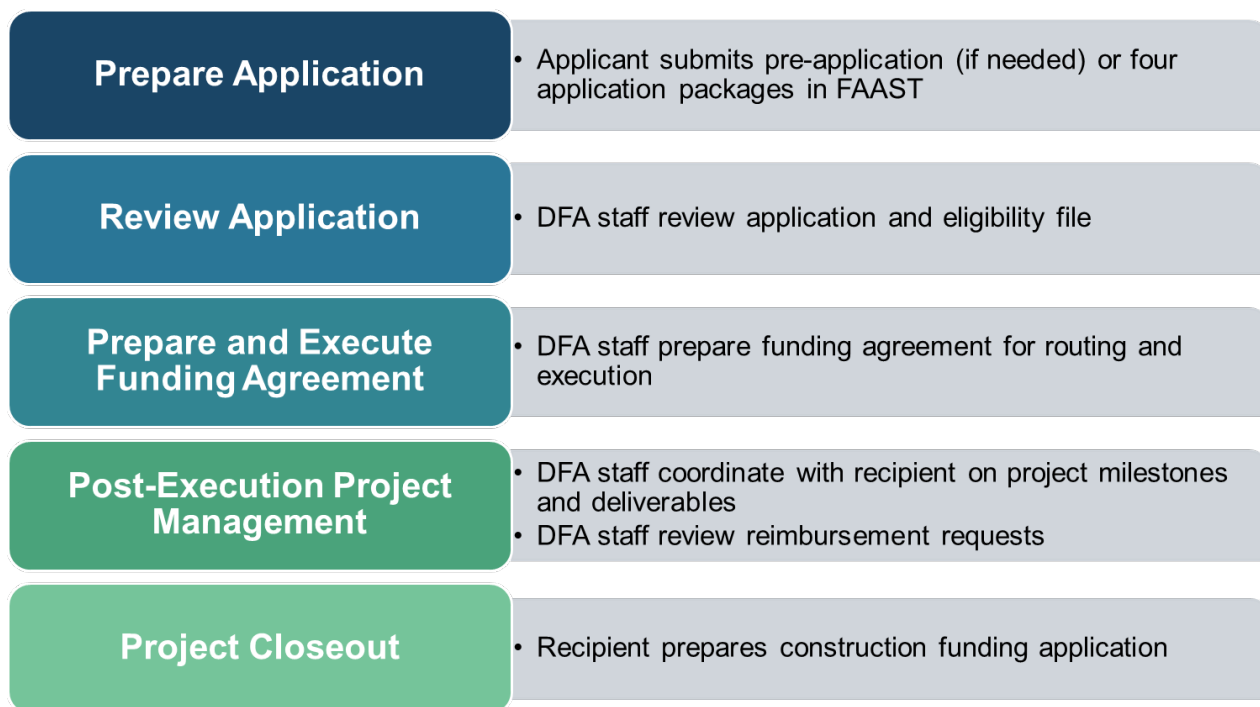 Prepare Application
• Applicant submits pre-application (if needed) or four
application packages in FAAST
Review Application
• DFA staff review application and eligibility file
Prepare and Execute
Funding Agreement
• DFA staff prepare funding agreement for routing and
execution
Post-Execution Project
Management
• DFA staff coordinate with recipient on project milestones
and deliverables
• DFA staff review reimbursement requests
Project Closeout
• Recipient prepares construction funding application